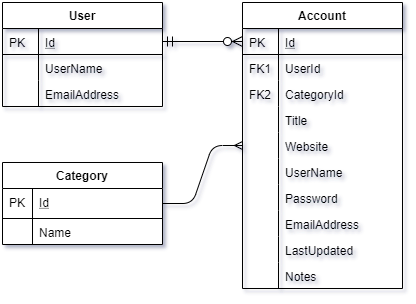 User
PK Id
UserName
EmailAddress
Category
PK Id
Name
Account
PK Id
FK1 UserId
FK2 CategoryId
Title
Website
UserName
Password
EmailAddress
LastUpdated
Notes